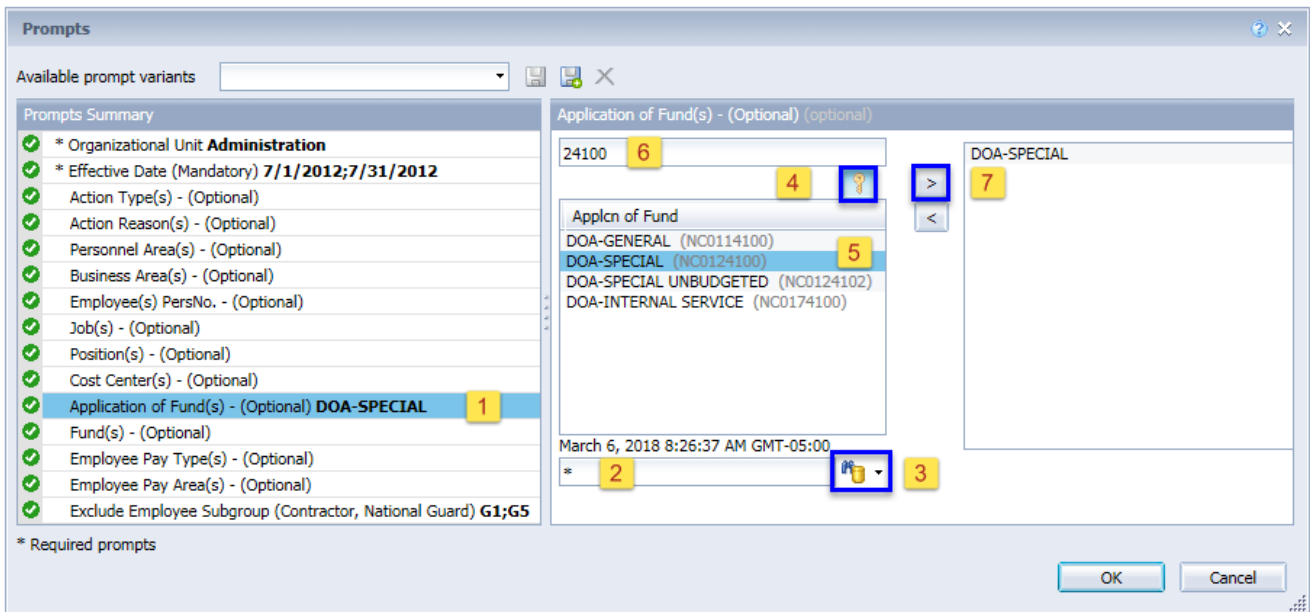 Prompts
Available prompt variants
Prompts Summary
* Organizational Unit Administration
* Effective Date (Mandatory) 7/1/2012;7/31/2012
Action Type(s) - (Optional)
Action Reason(s) - (Optional)
Personnel Area(s) - (Optional)
Business Area(s) - (Optional)
Employee(s) PersNo. - (Optional)
Job(s) - (Optional)
Position(s) - (Optional)
Cost Center(s) - (Optional)
Application of Fund(s) - (Optional) DOA-SPECIAL 1
Fund(s) - (Optional)
Employee Pay Type(s) - (Optional)
Employee Pay Area(s) - (Optional)
Exclude Employee Subgroup (Contractor, National Guard) G1;G5
* Required prompts
Application of Fund(s) - (Optional) (optional)
24100 6
4
Applcn of Fund
DOA-GENERAL (NC0114100)
DOA-SPECIAL (NC0124100) 5
DOA-SPECIAL UNBUDGETED (NC0124102)
DOA-INTERNAL SERVICE (NC0174100)
March 6, 2018 8:26:37 AM GMT-05:00
* 2 3
> 7
<
DOA-SPECIAL
OK Cancel